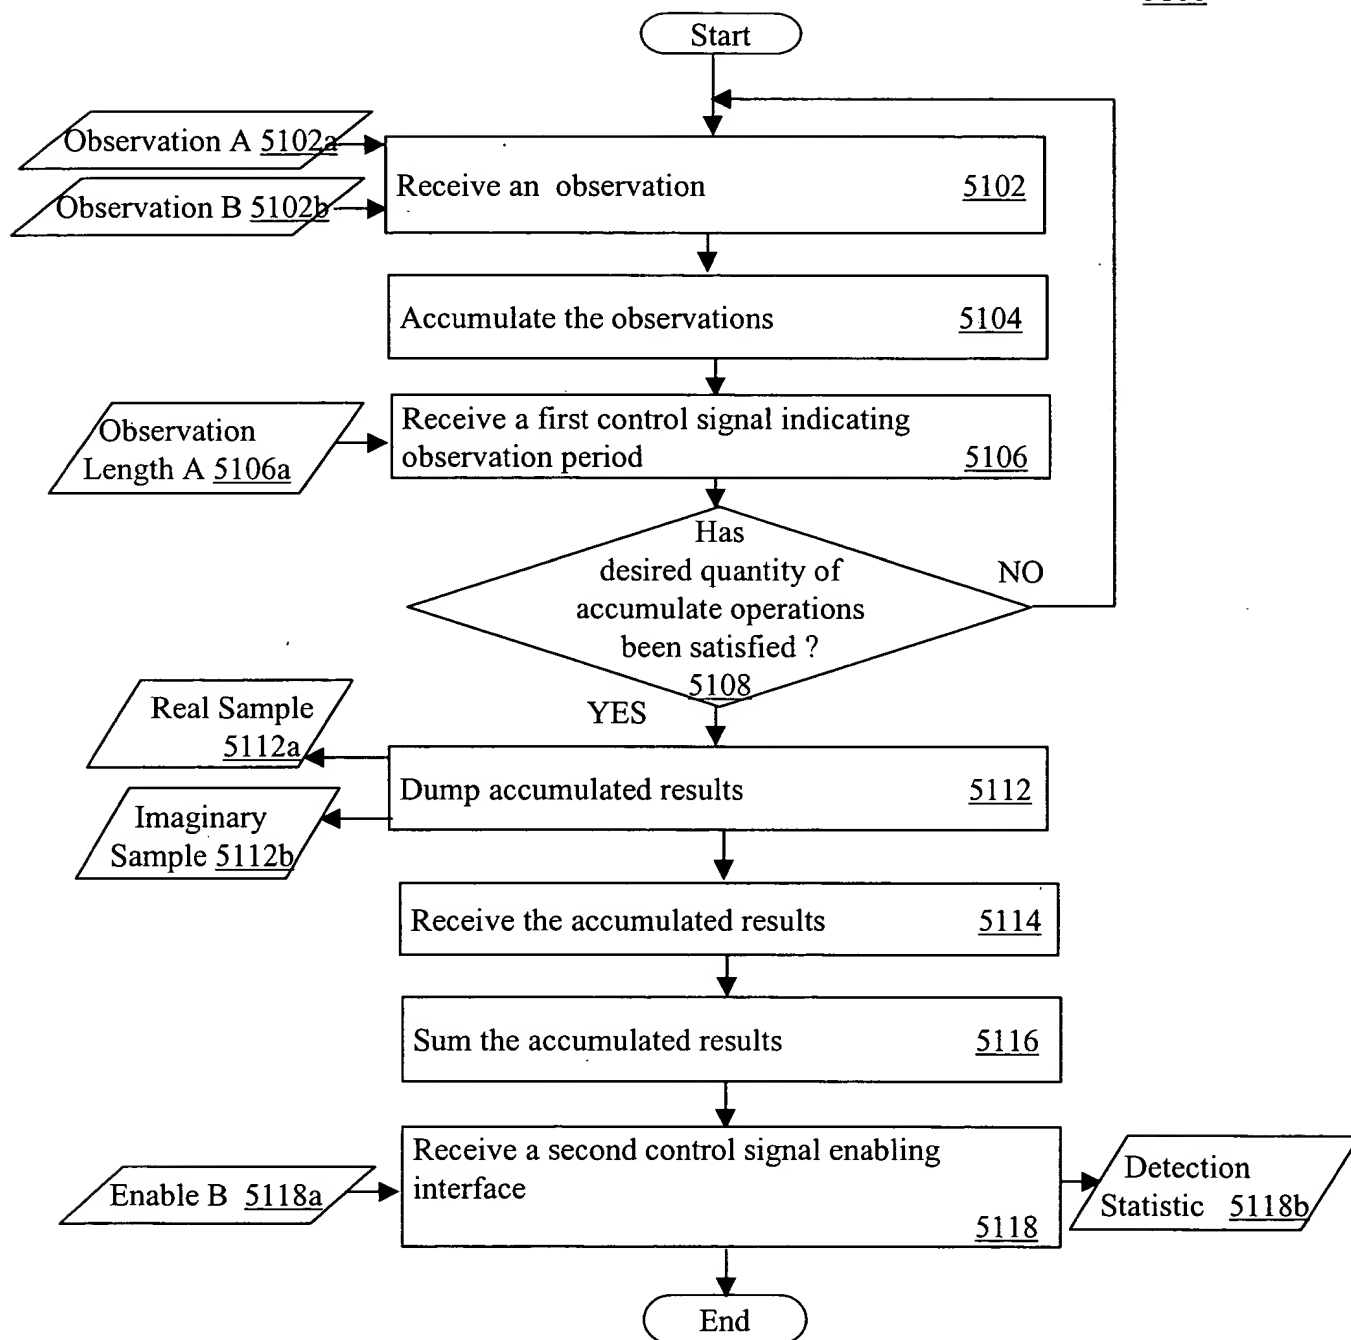 Start
Observation A 5102a
Receive an observation 5102
Observation B 5102b
Accumulate the observations 5104
Receive a first control signal indicating
observation period 5106
Observation
Length A 5106a
Has
desired quantity of
accumulate operations
been satisfied ?
5108
NO
YES
Real Sample
5112a
Dump accumulated results 5112
Imaginary
Sample 5112b
Receive the accumulated results 5114
Sum the accumulated results 5116
Receive a second control signal enabling
interface
5118
Enable B 5118a
Detection
Statistic 5118b
End